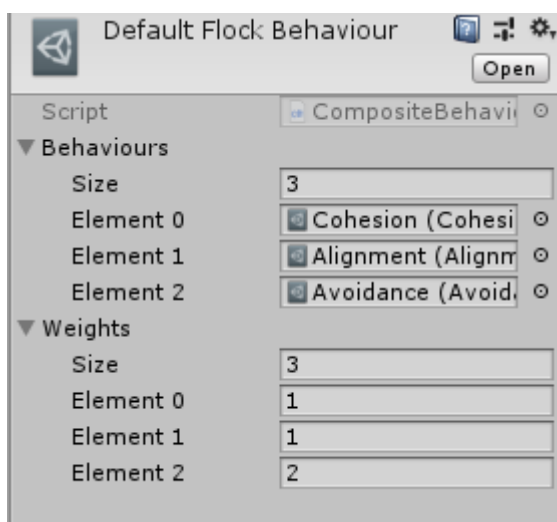 Default Flock Behaviour
Open
Script CompositeBehavi
Behaviours
Size 3
Element 0 Cohesion (Cohesi
Element 1 Alignment (Alignm
Element 2 Avoidance (Avoid
Weights
Size 3
Element 0 1
Element 1 1
Element 2 2